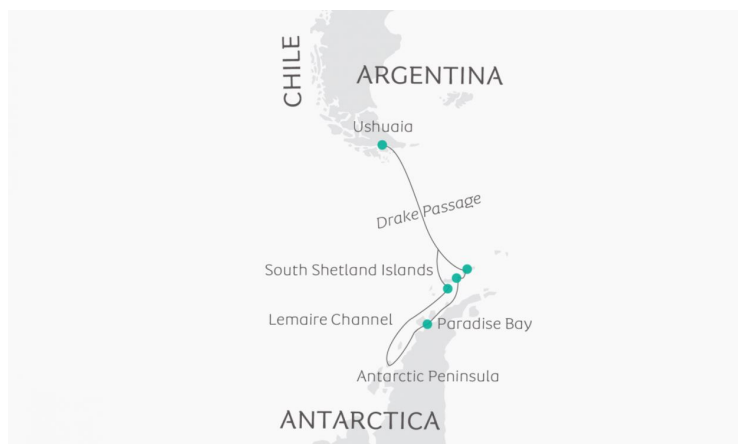 CHILE
ARGENTINA
Ushuaia
Drake Passage
South Shetland Islands
Lemaire Channel
Paradise Bay
Antarctic Peninsula
ANTARCTICA